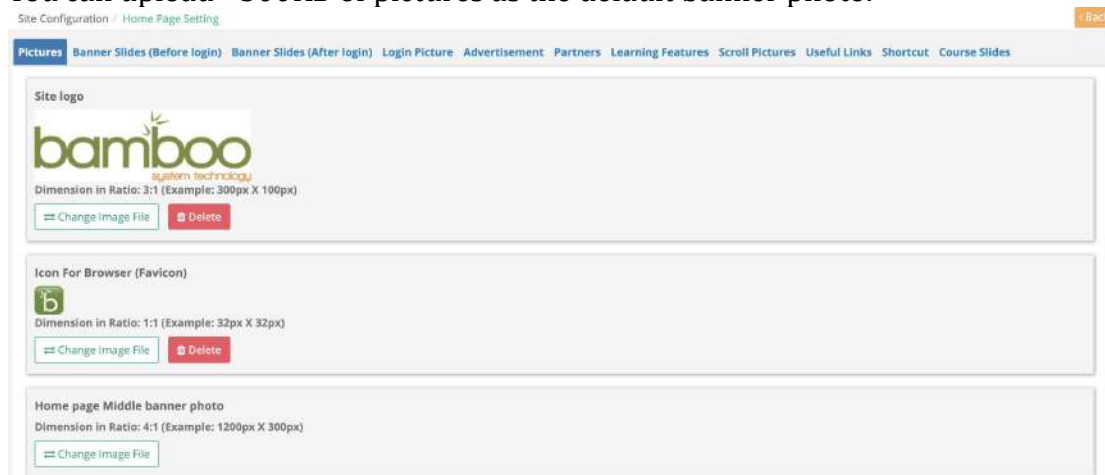 Site Configuration / Home Page Setting
Back
Pictures Banner Slides (Before login) Banner Slides (After login) Login Picture Advertisement Partners Learning Features Scroll Pictures Useful Links Shortcut Course Slides
Site logo
bamboo
system technology
Dimension in Ratio: 3:1 (Example: 300px X 100px)
Change Image File Delete
Icon For Browser (Favicon)
b
Dimension in Ratio: 1:1 (Example: 32px X 32px)
Change Image File Delete
Home page Middle banner photo
Dimension in Ratio: 4:1 (Example: 1200px X 300px)
Change Image File